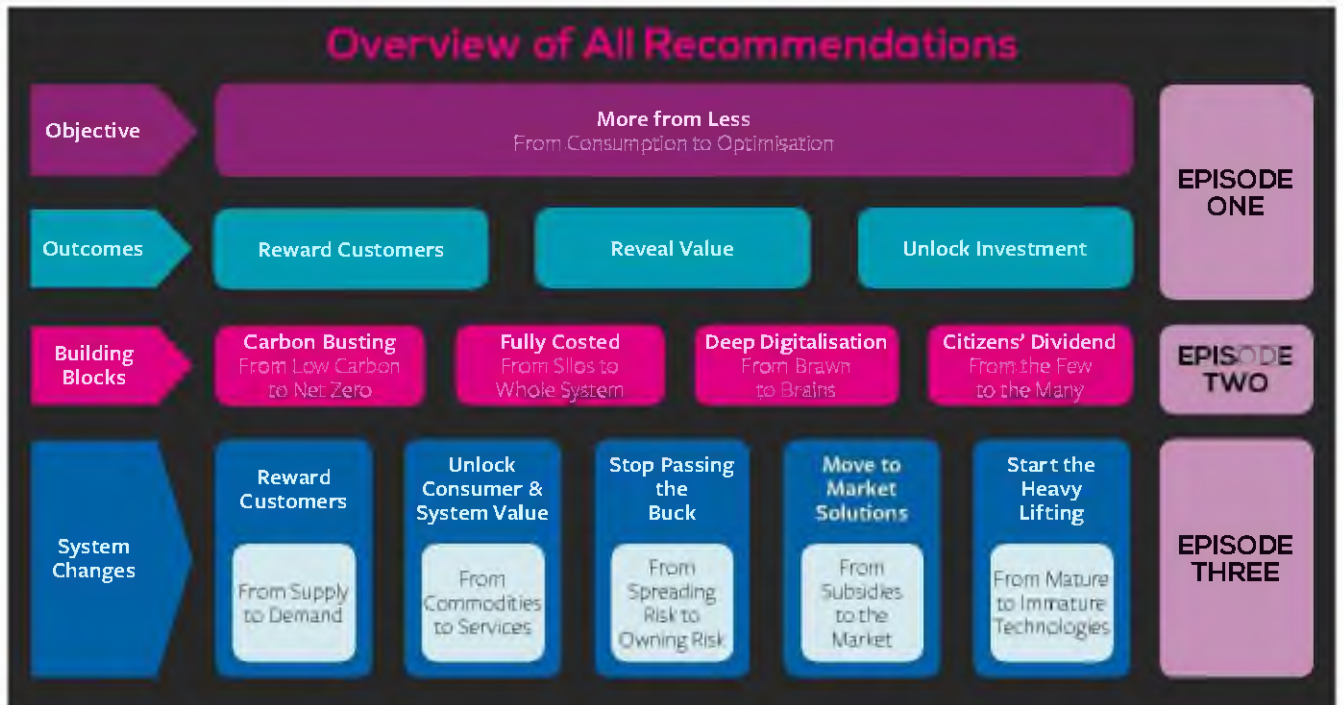 Overview of All Recommendations
Objective
More from Less
From Consumption to Optimisation
EPISODE
ONE
Outcomes
Reward Customers
Reveal Value
Unlock Investment
Building
Blocks
Carbon Busting
From Low Carbon
to Net Zero
Fully Costed
From Silos to
Whole System
Deep Digitalisation
From Brawn
to Brains
Citizens' Dividend
From the Few
to the Many
EPISODE
TWO
System
Changes
Reward
Customers
From Supply
to Demand
Unlock
Consumer &
System Value
From
Commodities
to Services
Stop Passing
the
Buck
From
Spreading
Risk to
Owning Risk
Move to
Market
Solutions
From
Subsidies
to the
Market
Start the
Heavy
Lifting
From Mature
to Immature
Technologies
EPISODE
THREE